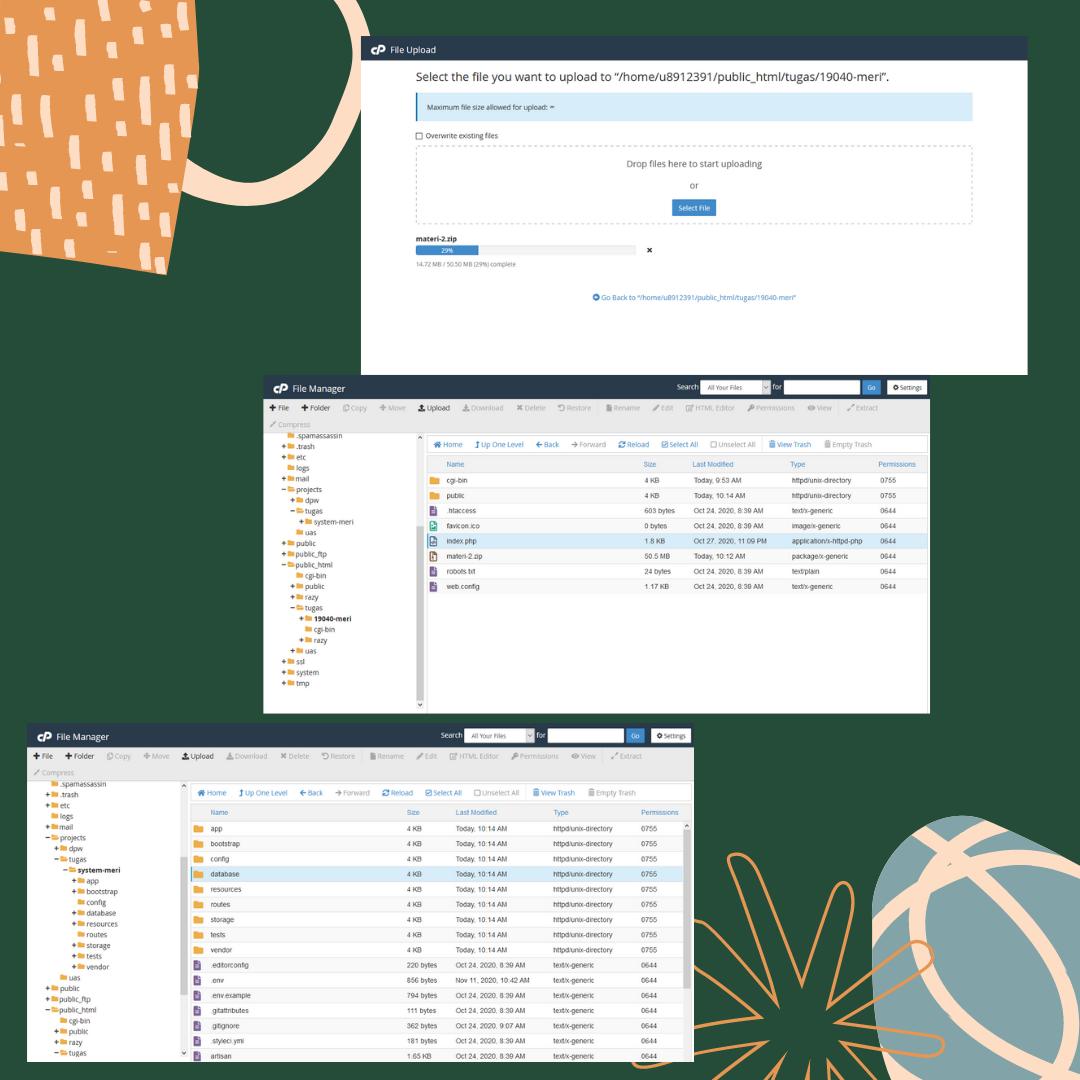 cP File Upload
Select the file you want to upload to “/home/u8912391/public_html/tugas/19040-meri”.
Maximum file size allowed for upload: ∞
Overwrite existing files
Drop files here to start uploading
or
Select File
materi-2.zip
29%
14.72 MB / 50.50 MB (29%) complete
Go Back to “/home/u8912391/public_html/tugas/19040-meri”
cP File Manager Search All Your Files for Go Settings
File Folder Copy Move Upload Download Delete Restore Rename Edit HTML Editor Permissions View Extract
Compress
.spamassassin
.trash
etc
logs
mail
projects
dpw
tugas
system-meri
uas
public
public_ftp
public_html
cgi-bin
public
razy
tugas
19040-meri
cgi-bin
razy
uas
ssl
system
tmp
Home Up One Level Back Forward Reload Select All Unselect All View Trash Empty Trash
Name Size Last Modified Type Permissions
cgi-bin 4 KB Today, 9:53 AM httpd/unix-directory 0755
public 4 KB Today, 10:14 AM httpd/unix-directory 0755
.htaccess 603 bytes Oct 24, 2020, 8:39 AM text/x-generic 0644
favicon.ico 0 bytes Oct 24, 2020, 8:39 AM image/x-generic 0644
index.php 1.8 KB Oct 27, 2020, 11:09 PM application/x-httpd-php 0644
materi-2.zip 50.5 MB Today, 10:12 AM package/x-generic 0644
robots.txt 24 bytes Oct 24, 2020, 8:39 AM text/plain 0644
web.config 1.17 KB Oct 24, 2020, 8:39 AM text/x-generic 0644
cP File Manager Search All Your Files for Go Settings
File Folder Copy Move Upload Download Delete Restore Rename Edit HTML Editor Permissions View Extract
Compress
.spamassassin
.trash
etc
logs
mail
projects
dpw
tugas
system-meri
app
bootstrap
config
database
resources
routes
storage
tests
vendor
uas
public
public_ftp
public_html
cgi-bin
public
razy
tugas
Home Up One Level Back Forward Reload Select All Unselect All View Trash Empty Trash
Name Size Last Modified Type Permissions
app 4 KB Today, 10:14 AM httpd/unix-directory 0755
bootstrap 4 KB Today, 10:14 AM httpd/unix-directory 0755
config 4 KB Today, 10:14 AM httpd/unix-directory 0755
database 4 KB Today, 10:14 AM httpd/unix-directory 0755
resources 4 KB Today, 10:14 AM httpd/unix-directory 0755
routes 4 KB Today, 10:14 AM httpd/unix-directory 0755
storage 4 KB Today, 10:14 AM httpd/unix-directory 0755
tests 4 KB Today, 10:14 AM httpd/unix-directory 0755
vendor 4 KB Today, 10:14 AM httpd/unix-directory 0755
.editorconfig 220 bytes Oct 24, 2020, 8:39 AM text/x-generic 0644
.env 856 bytes Nov 11, 2020, 10:42 AM text/x-generic 0644
.env.example 794 bytes Oct 24, 2020, 8:39 AM text/x-generic 0644
.gitattributes 111 bytes Oct 24, 2020, 8:39 AM text/x-generic 0644
.gitignore 362 bytes Oct 24, 2020, 9:07 AM text/x-generic 0644
.styleci.yml 181 bytes Oct 24, 2020, 8:39 AM text/x-generic 0644
artisan 1.65 KB Oct 24, 2020, 8:39 AM text/x-generic 0644